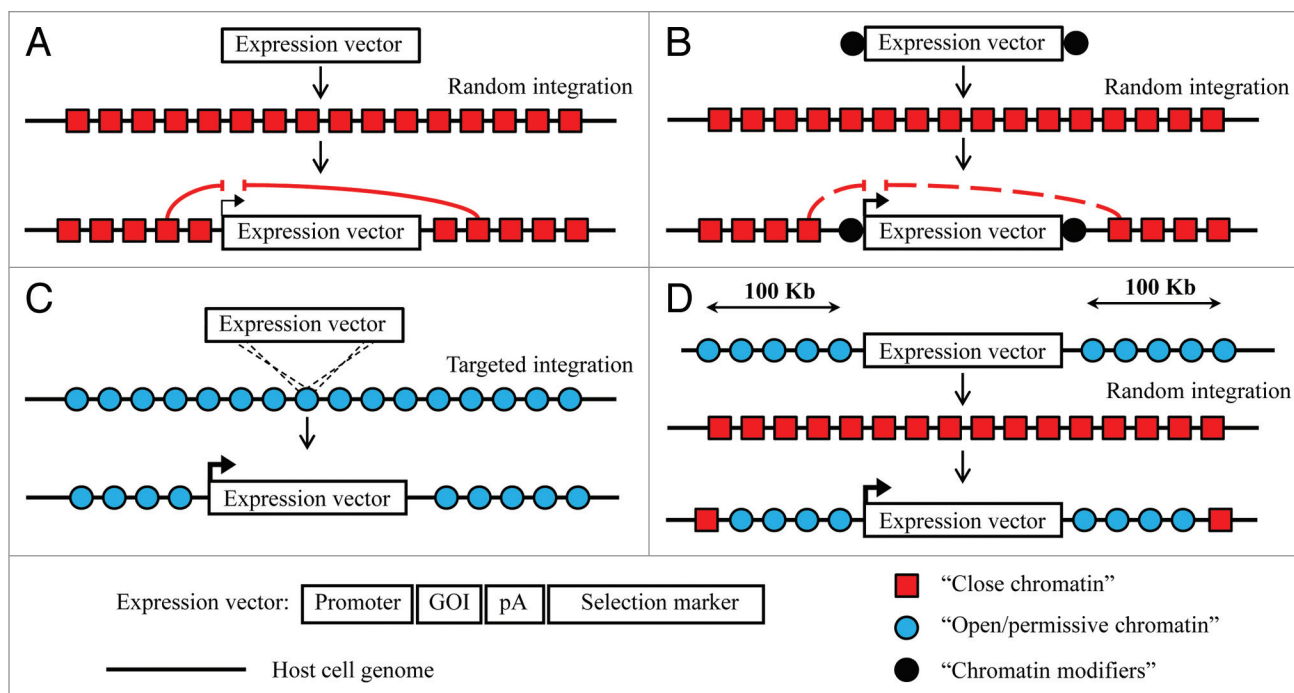 A
Expression vector
Random integration
Expression vector
B
Expression vector
Random integration
Expression vector
C
Expression vector
Targeted integration
Expression vector
D
100 Kb 100 Kb
Expression vector
Random integration
Expression vector
Expression vector: Promoter GOI pA Selection marker
Host cell genome
“Close chromatin”
“Open/permissive chromatin”
“Chromatin modifiers”